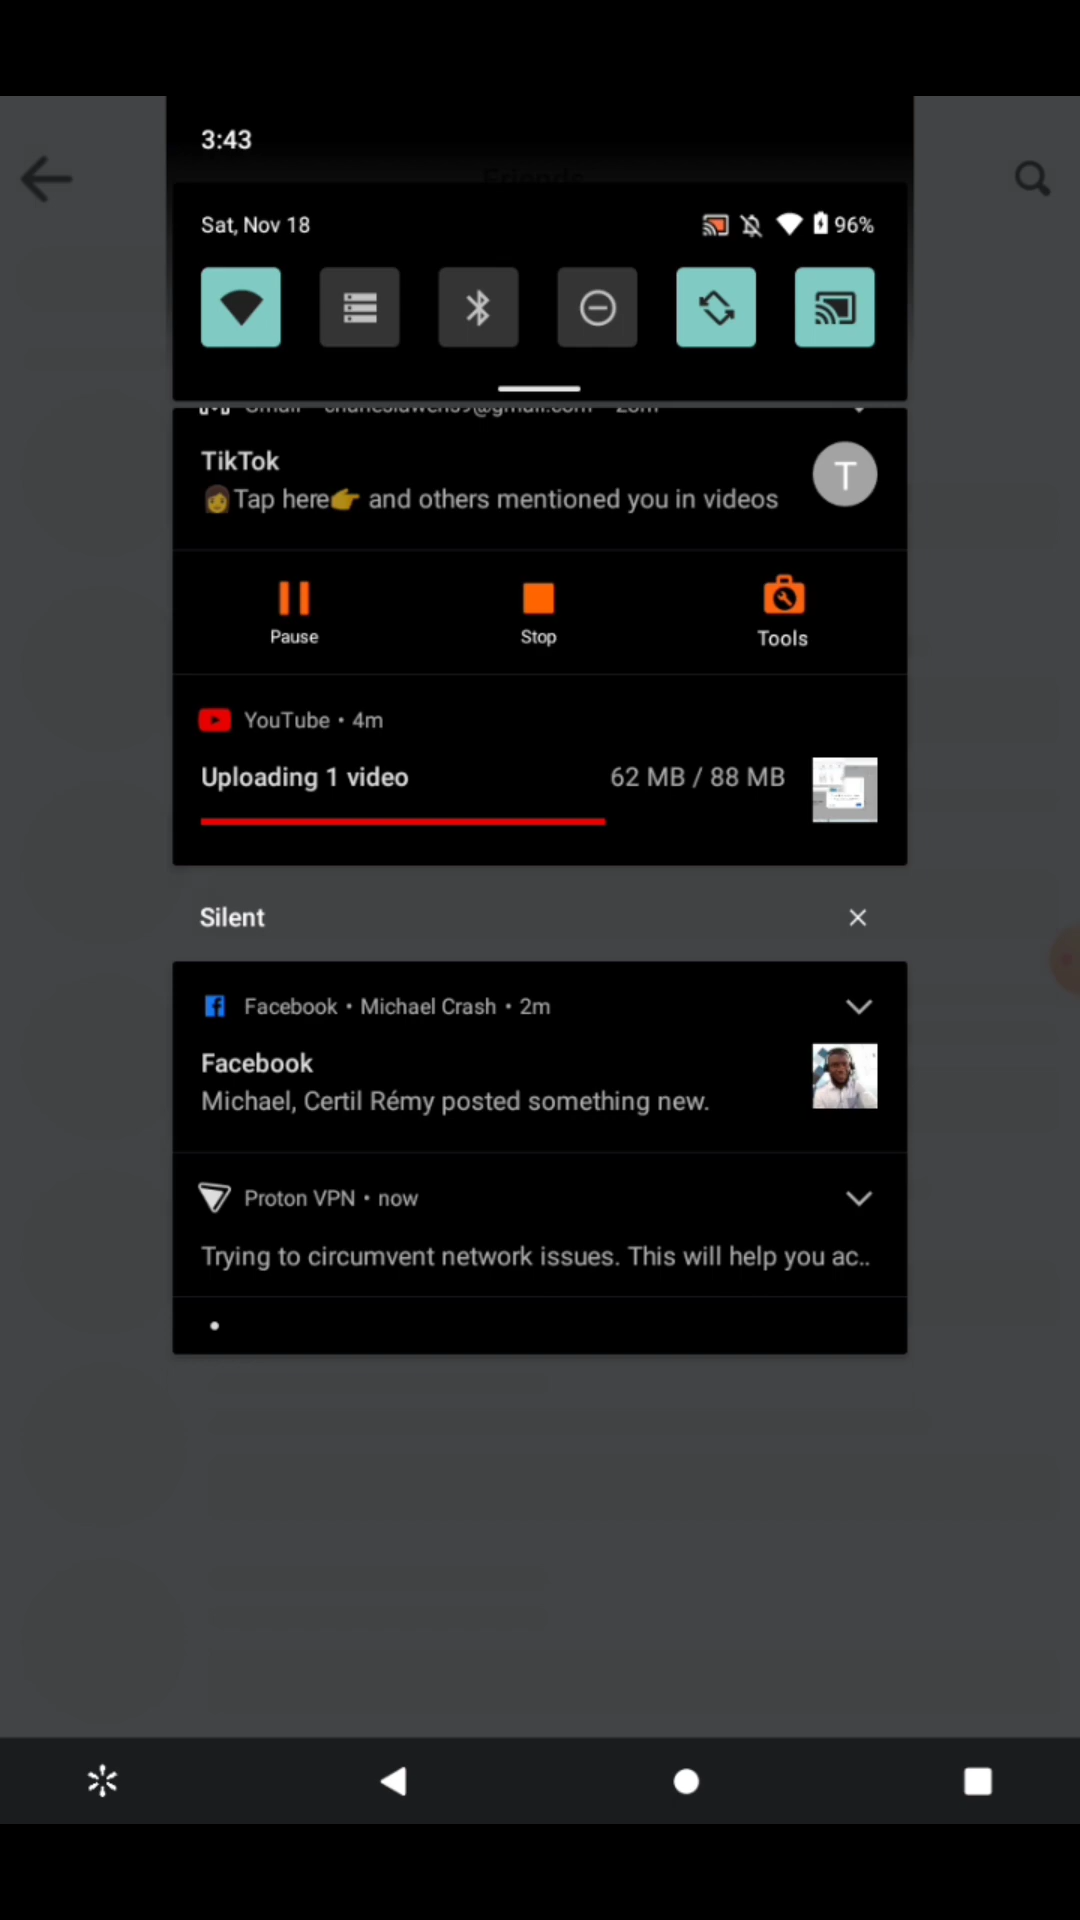 3:43
Friends
Sat, Nov 18
96%
Gmail
TikTok
👩Tap here👉 and others mentioned you in videos
T
Pause
Stop
Tools
YouTube • 4m
Uploading 1 video
62 MB / 88 MB
Silent
Facebook • Michael Crash • 2m
Facebook
Michael, Certil Rémy posted something new.
Proton VPN • now
Trying to circumvent network issues. This will help you ac..